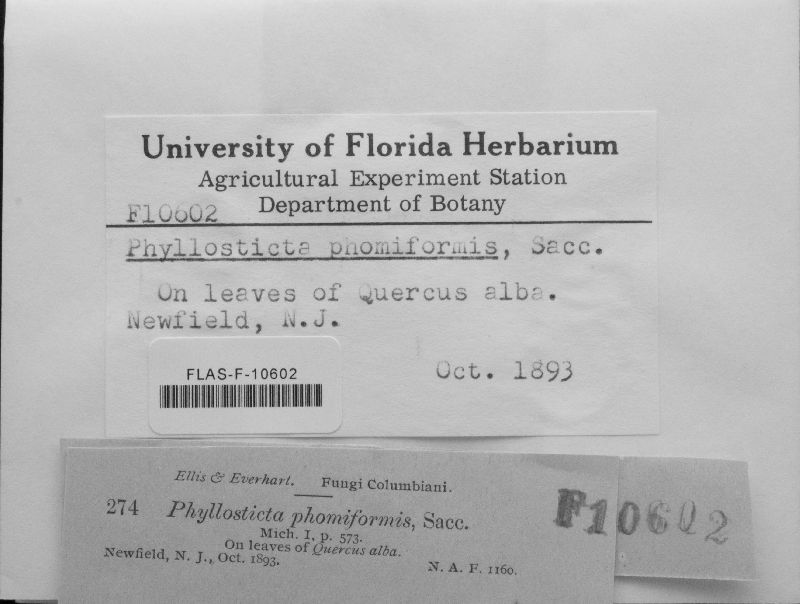 University of Florida Herbarium
Agricultural Experiment Station
Department of Botany
F10602
Phyllosticta phomiformis, Sacc.
On leaves of Quercus alba.
Newfield, N.J.
Oct. 1893
FLAS-F-10602
Ellis & Everhart. Fungi Columbiani.
274 Phyllosticta phomiformis, Sacc.
Mich. I, p. 573.
On leaves of Quercus alba.
Newfield, N. J., Oct. 1893.
N. A. F. 1160.
F10602